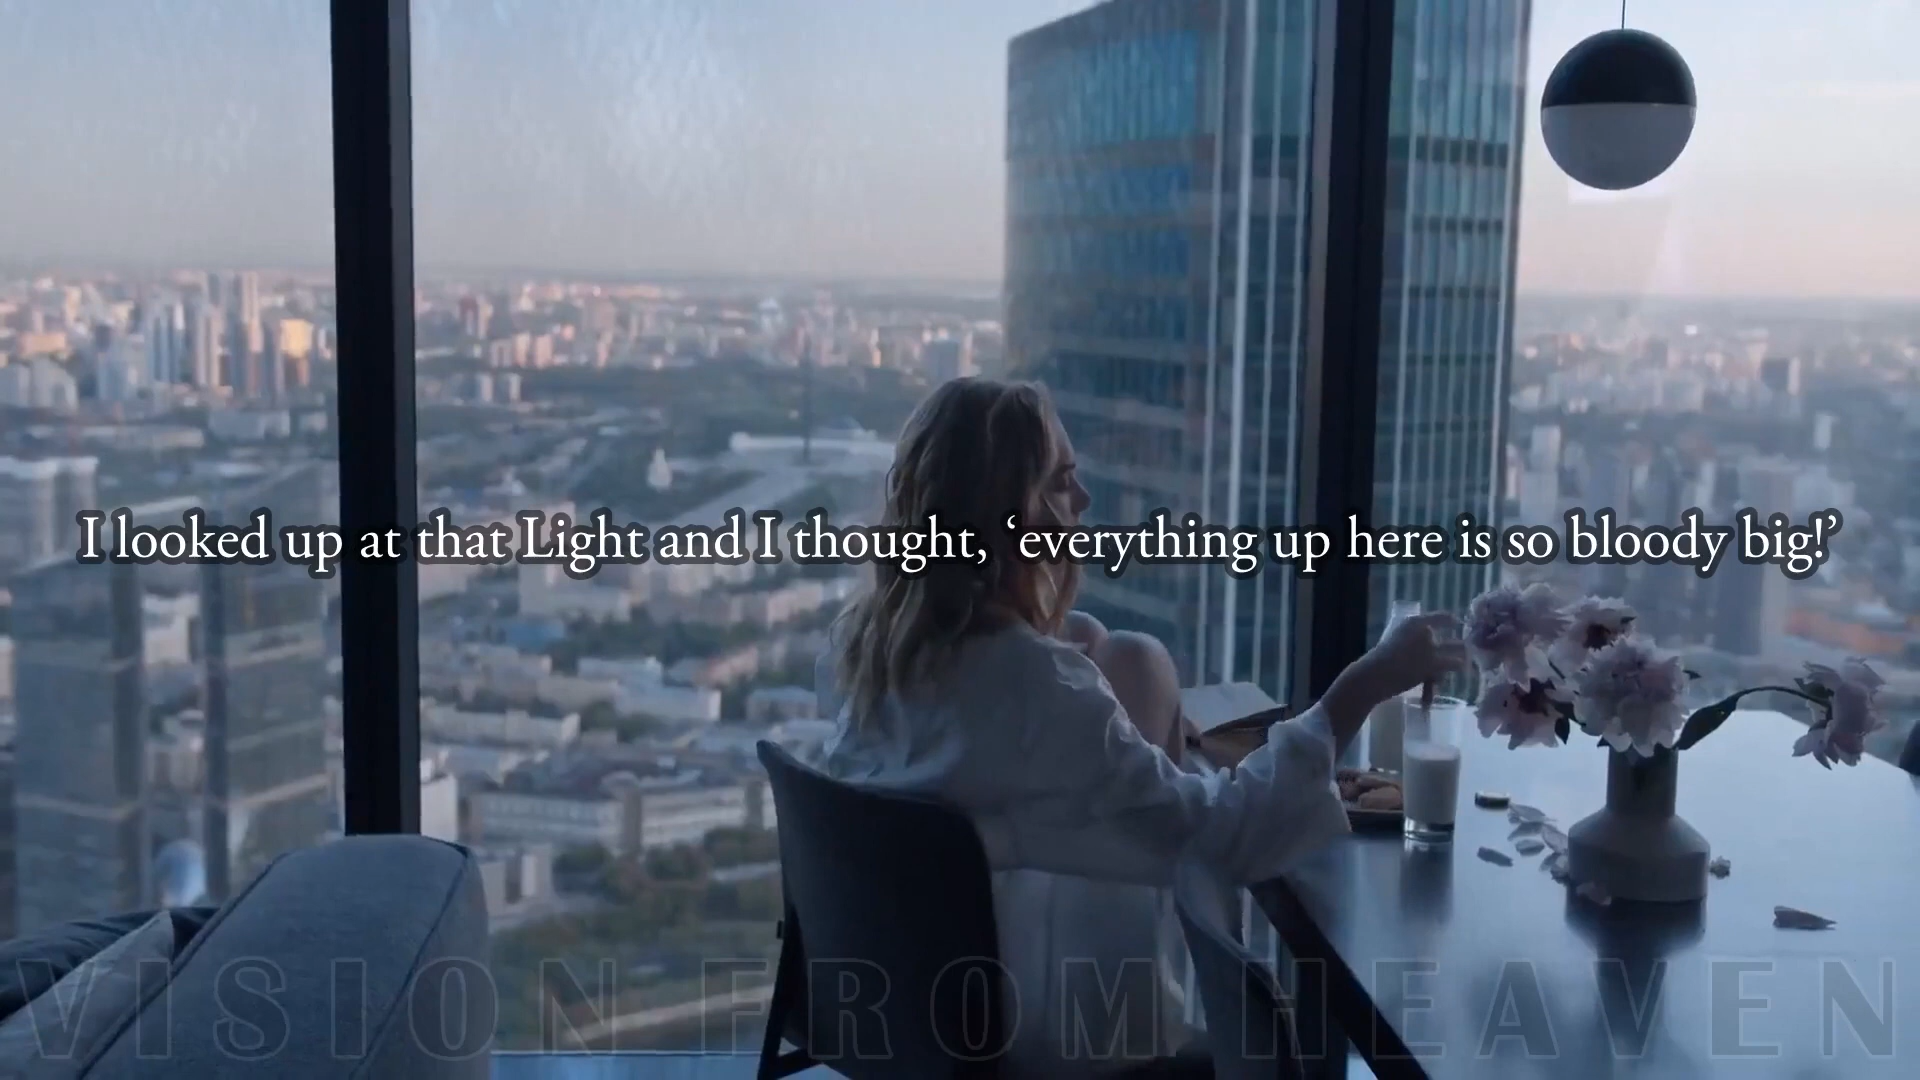 I looked up at that Light and I thought, ‘everything up here is so bloody big!’
VISION FROM HEAVEN